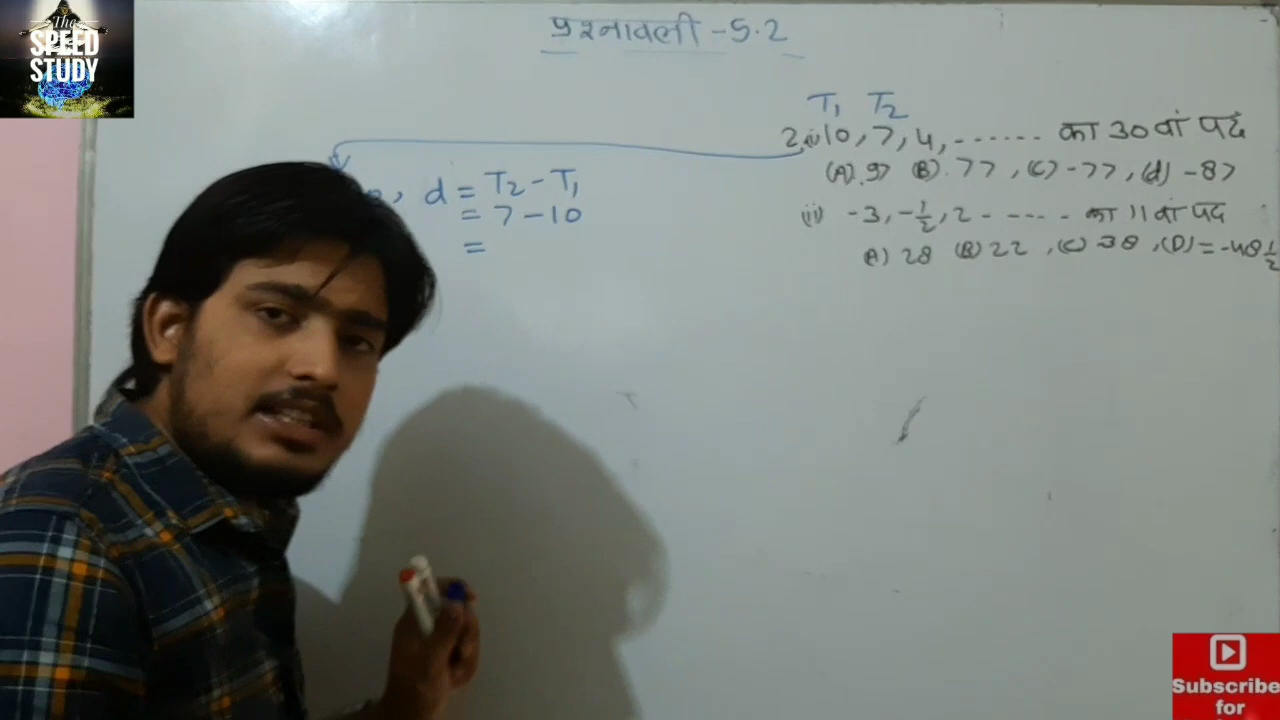 The
SPEED
STUDY
प्रश्नावली - 5.2
T₁ T₂
2.(i) 10, 7, 4, ...... का 30 वां पद
(A) 97 (B) 77, (C) -77, (d) -87
(ii) -3, -1/2, 2 - ---- - का 11 वां पद
A) 28 (B) 22, (C) -38, (D) = -48 1/2
, d = T₂ - T₁
= 7 - 10
=
Subscribe
for